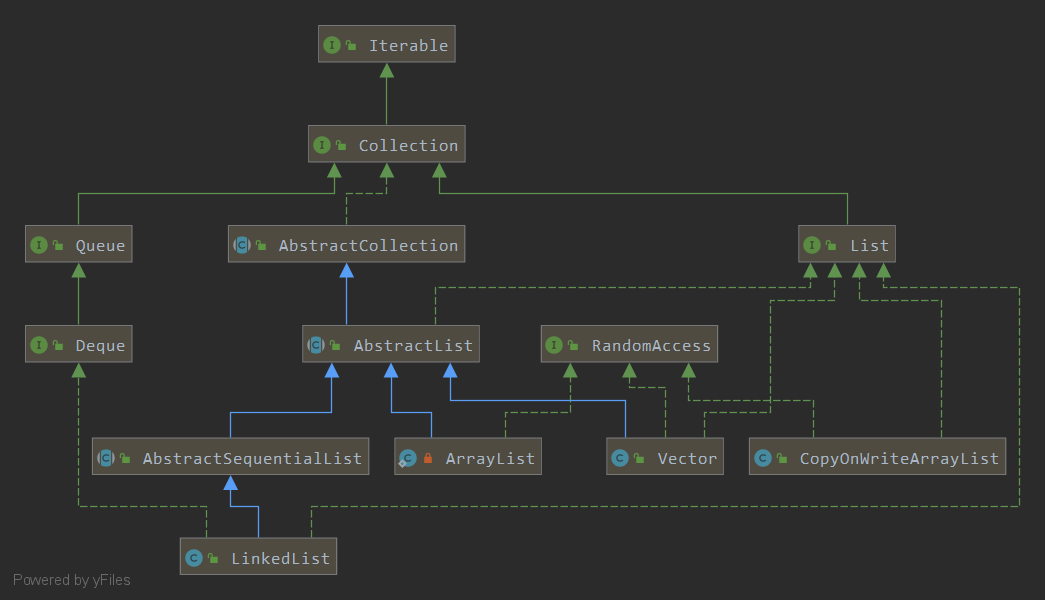 Iterable
Collection
Queue
AbstractCollection
List
Deque
AbstractList
RandomAccess
AbstractSequentialList
ArrayList
Vector
CopyOnWriteArrayList
LinkedList
Powered by yFiles